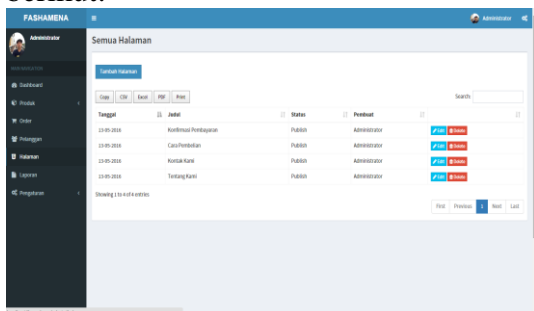 FASHAMENA Administrator
Administrator
Semua Halaman
MAIN NAVIGATION
Tambah Halaman
Dashboard
Produk
Copy CSV Excel PDF Print Search:
Order
Tanggal Judul Status Pembuat
Pelanggan
13-05-2016 Konfirmasi Pembayaran Publish Administrator Edit Delete
Halaman
13-05-2016 Cara Pembelian Publish Administrator Edit Delete
Laporan
13-05-2016 Kontak Kami Publish Administrator Edit Delete
Pengaturan
13-05-2016 Tentang Kami Publish Administrator Edit Delete
Showing 1 to 4 of 4 entries
First Previous 1 Next Last